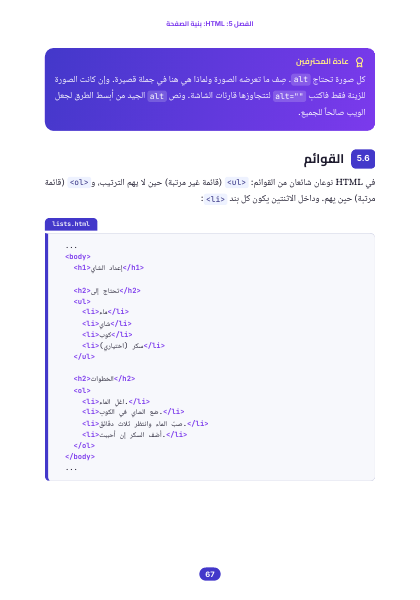 الفصل 5: HTML: بنية الصفحة
عادة المحترفين
كل صورة تحتاج alt. صِف ما تعرضه الصورة ولماذا هي هنا في جملة قصيرة. وإن كانت الصورة
للزينة فقط فاكتب alt="" لتتجاوزها قارئات الشاشة. ونص alt الجيد من أبسط الطرق لجعل
الويب صالحاً للجميع.
5.6 القوائم
في HTML نوعان شائعان من القوائم: <ul> (قائمة غير مرتبة) حين لا يهم الترتيب، و <ol> (قائمة
مرتبة) حين يهم. وداخل الاثنتين يكون كل بند <li> :
lists.html
...
<body>
<h1>إعداد الشاي</h1>
<h2>تحتاج إلى</h2>
<ul>
<li>ماء</li>
<li>شاي</li>
<li>كوب</li>
<li>سكر (اختياري)</li>
</ul>
<h2>الخطوات</h2>
<ol>
<li>اغلِ الماء.</li>
<li>ضع الشاي في الكوب.</li>
<li>صبّ الماء وانتظر ثلاث دقائق.</li>
<li>أضف السكر إن أحببت.</li>
</ol>
</body>
...
67